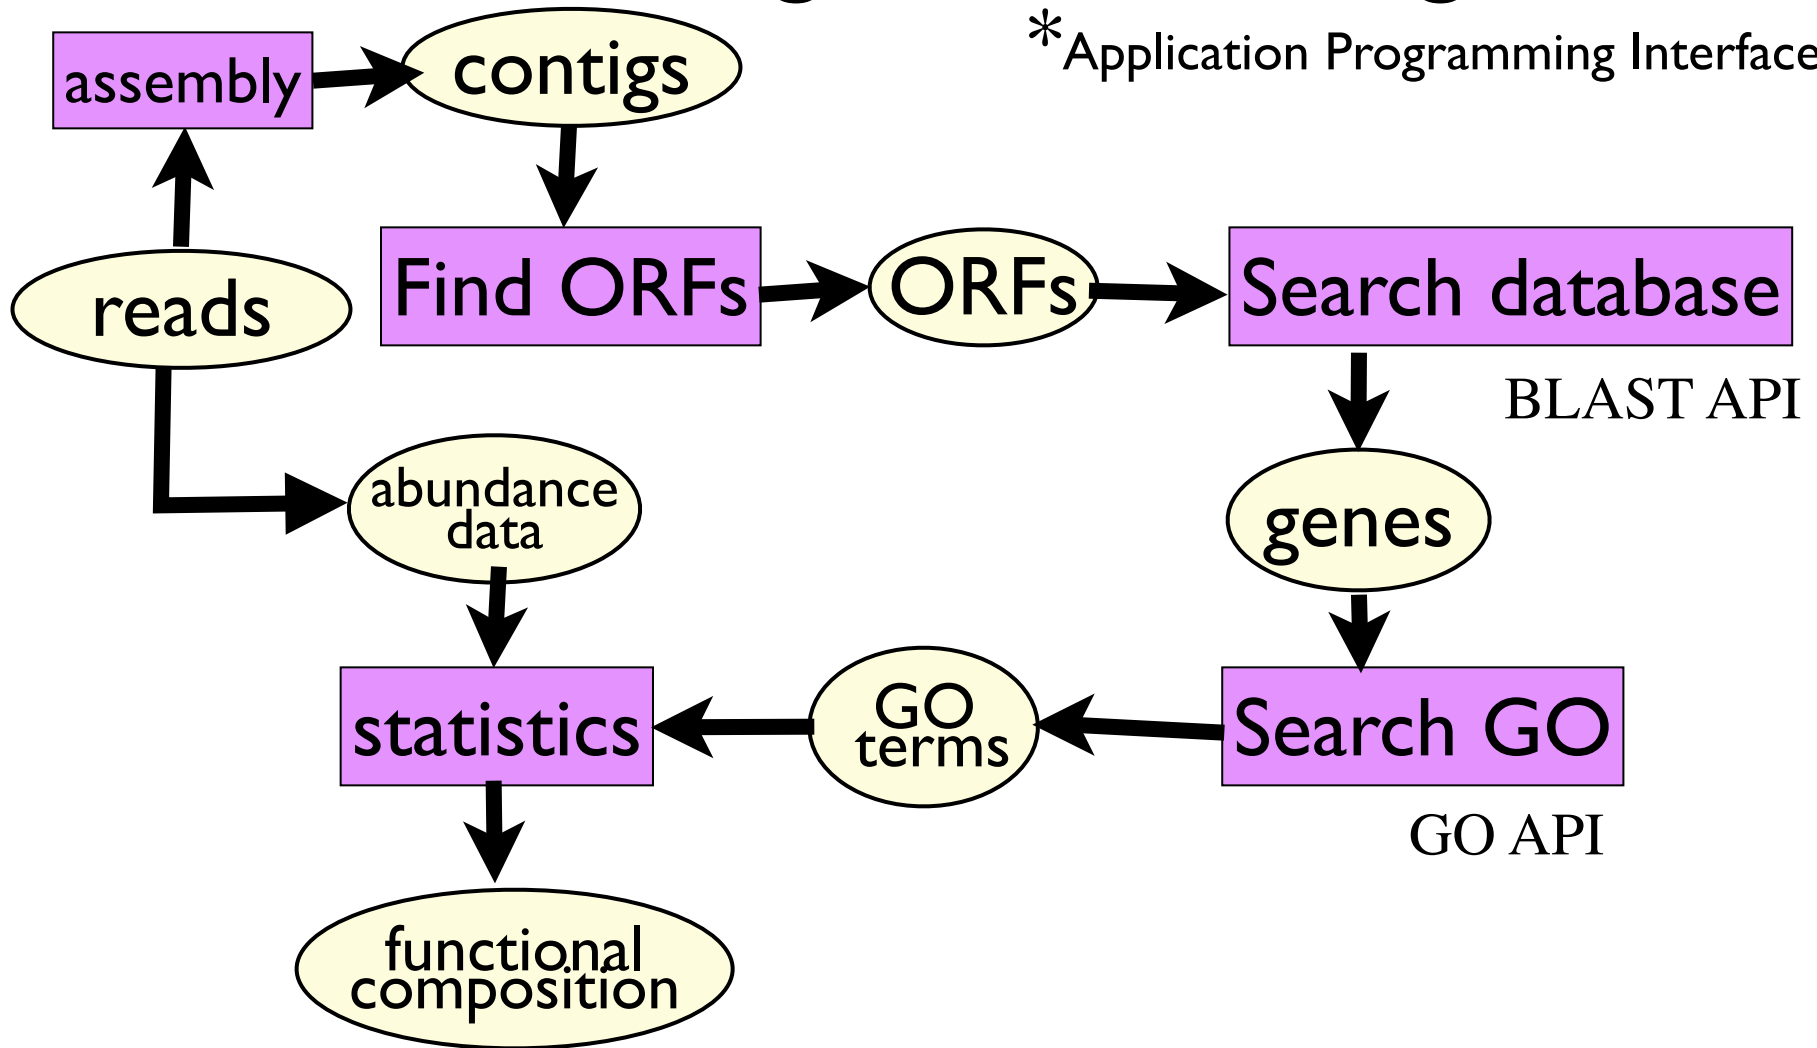 *Application Programming Interface
assembly
contigs
reads
Find ORFs
ORFs
Search database
BLAST API
abundance
data
genes
statistics
GO
terms
Search GO
GO API
functional
composition